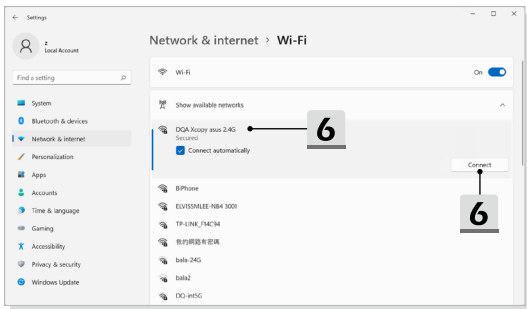 Settings
z
Local Account
Find a setting
System
Bluetooth & devices
Network & internet
Personalization
Apps
Accounts
Time & language
Gaming
Accessibility
Privacy & security
Windows Update
Network & internet > Wi-Fi
Wi-Fi
On
Show available networks
DQA Xcopy asus 2.4G
Secured
6
Connect automatically
Connect
6
BiPhone
ELVISSMLEE-NB4 3001
TP-LINK_F14C94
我的網路有密碼
bala-24G
bala2
DQ-int5G